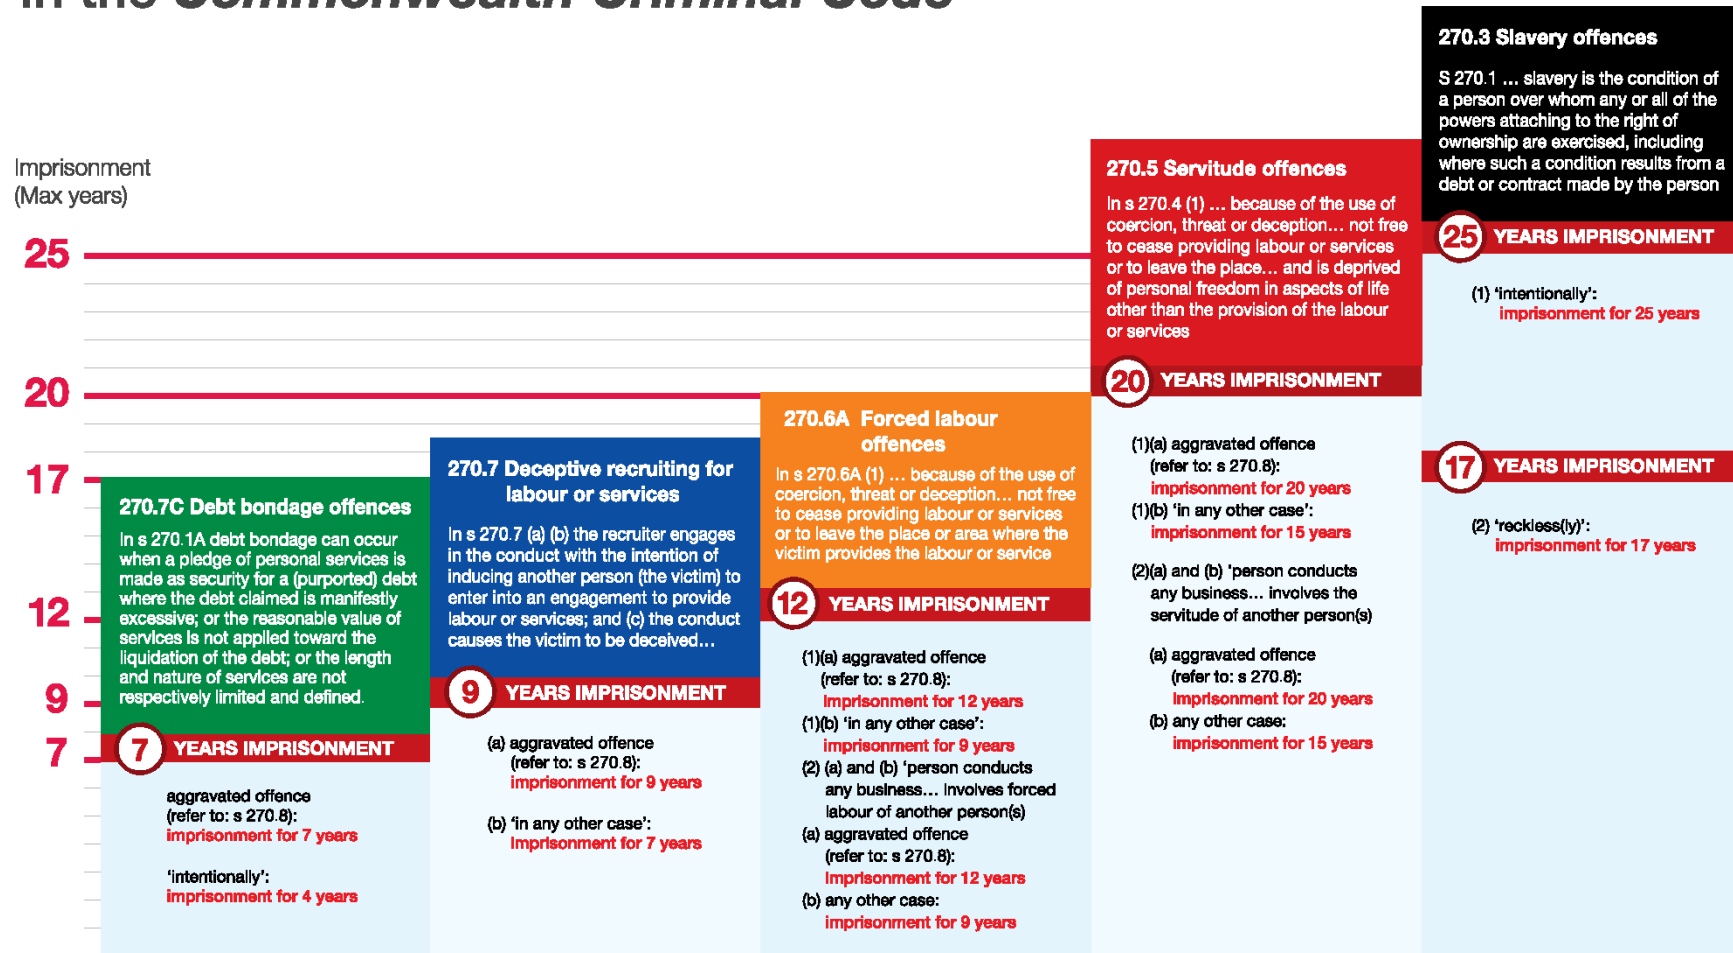 in the Commonwealth Criminal Code
Imprisonment
(Max years)
25
20
17
12
9
7
270.7C Debt bondage offences
In s 270.1A debt bondage can occur
when a pledge of personal services is
made as security for a (purported) debt
where the debt claimed is manifestly
excessive; or the reasonable value of
services is not applied toward the
liquidation of the debt; or the length
and nature of services are not
respectively limited and defined.
7 YEARS IMPRISONMENT
aggravated offence
(refer to: s 270.8):
imprisonment for 7 years
'intentionally':
imprisonment for 4 years
270.7 Deceptive recruiting for
labour or services
In s 270.7 (a) (b) the recruiter engages
in the conduct with the intention of
inducing another person (the victim) to
enter into an engagement to provide
labour or services; and (c) the conduct
causes the victim to be deceived…
9 YEARS IMPRISONMENT
(a) aggravated offence
(refer to: s 270.8):
imprisonment for 9 years
(b) 'in any other case':
Imprisonment for 7 years
270.6A Forced labour
offences
In s 270.6A (1) … because of the use of
coercion, threat or deception… not free
to cease providing labour or services
or to leave the place or area where the
victim provides the labour or service
12 YEARS IMPRISONMENT
(1)(a) aggravated offence
(refer to: s 270.8):
imprisonment for 12 years
(1)(b) 'in any other case':
imprisonment for 9 years
(2) (a) and (b) 'person conducts
any business… involves forced
labour of another person(s)
(a) aggravated offence
(refer to: s 270.8):
Imprisonment for 12 years
(b) any other case:
imprisonment for 9 years
270.5 Servitude offences
In s 270.4 (1) … because of the use of
coercion, threat or deception… not free
to cease providing labour or services
or to leave the place… and is deprived
of personal freedom in aspects of life
other than the provision of the labour
or services
20 YEARS IMPRISONMENT
(1)(a) aggravated offence
(refer to: s 270.8):
imprisonment for 20 years
(1)(b) 'in any other case':
imprisonment for 15 years
(2)(a) and (b) 'person conducts
any business… involves the
servitude of another person(s)
(a) aggravated offence
(refer to: s 270.8):
Imprisonment for 20 years
(b) any other case:
imprisonment for 15 years
270.3 Slavery offences
S 270.1 … slavery is the condition of
a person over whom any or all of the
powers attaching to the right of
ownership are exercised, including
where such a condition results from a
debt or contract made by the person
25 YEARS IMPRISONMENT
(1) 'intentionally':
imprisonment for 25 years
17 YEARS IMPRISONMENT
(2) 'reckless(ly)':
imprisonment for 17 years